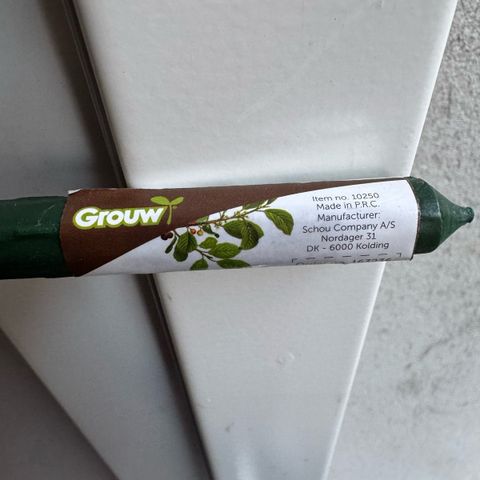 Grouw
Item no. 10250
Made in P.R.C.
Manufacturer:
Schou Company A/S
Nordager 31
DK - 6000 Kolding